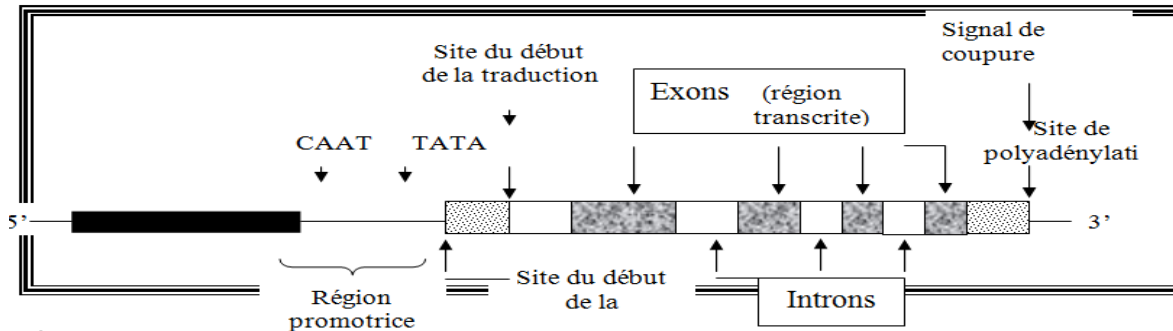 Signal de
coupure
Site du début
de la traduction
Exons (région
transcrite)
Site de
polyadénylati
CAAT TATA
5’
3’
Site du début
de la
Région
promotrice
Introns